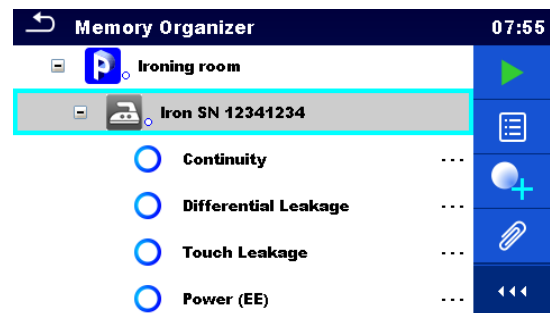 Memory Organizer 07:55
Ironing room
Iron SN 12341234
Continuity ---
Differential Leakage ---
Touch Leakage ---
Power (EE) ---